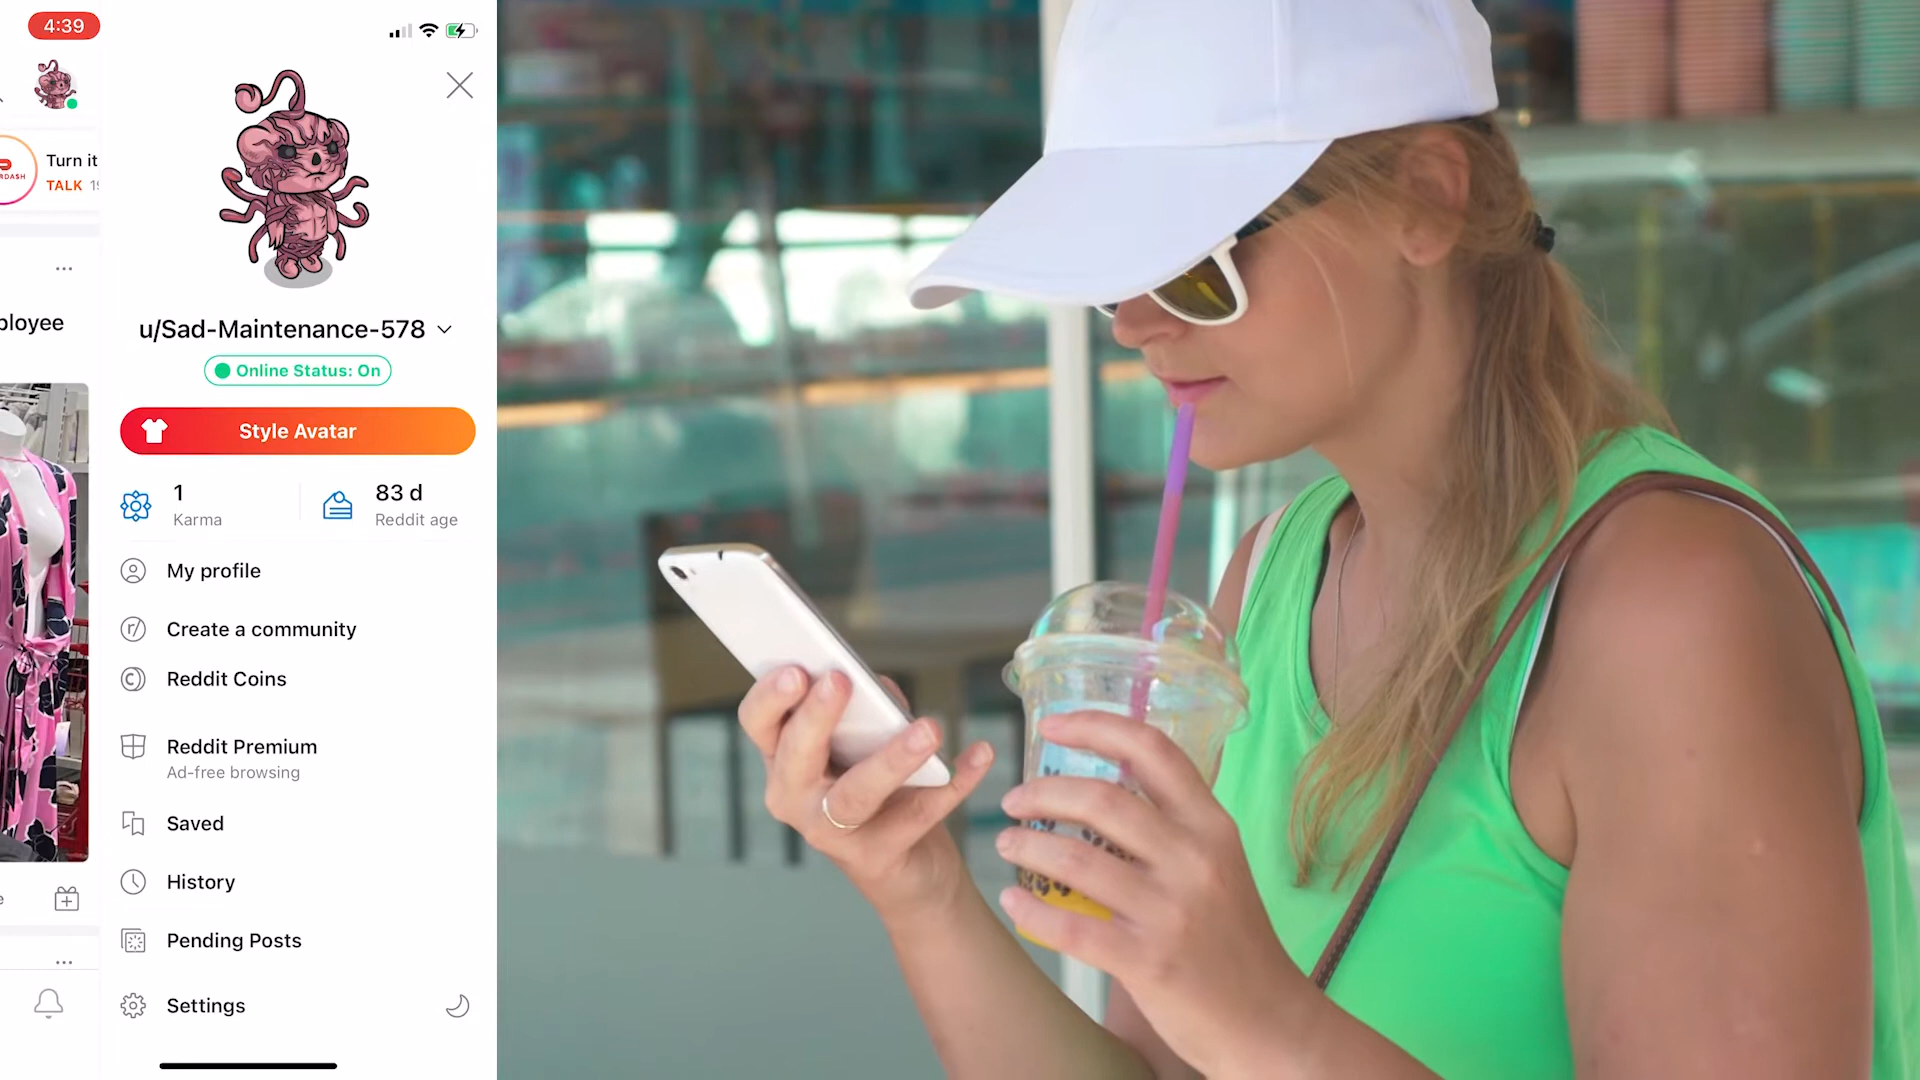 4:39
Turn it
TALK
ployee
u/Sad-Maintenance-578
Online Status: On
Style Avatar
1
Karma
83 d
Reddit age
My profile
Create a community
Reddit Coins
Reddit Premium
Ad-free browsing
Saved
History
Pending Posts
Settings